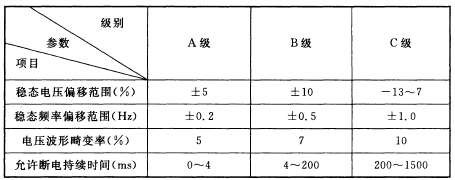 级别
参数
项目
A级
B级
C级
稳态电压偏移范围(%)
±5
±10
−13~7
稳态频率偏移范围(Hz)
±0.2
±0.5
±1.0
电压波形畸变率(%)
5
7
10
允许断电持续时间(ms)
0~4
4~200
200~1500